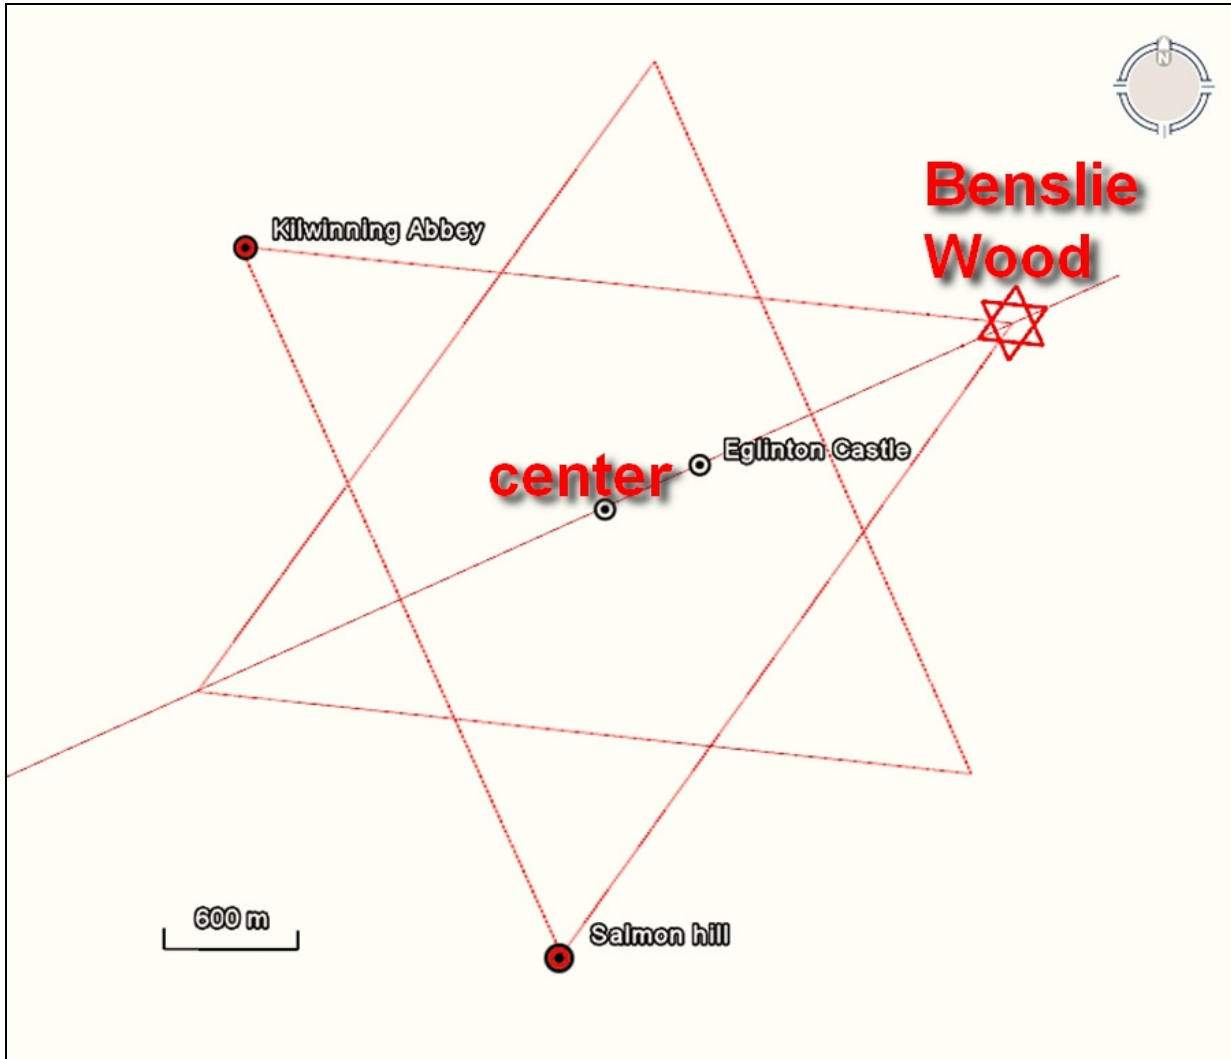 N
Benslie
Wood
Kilwinning Abbey
Eglinton Castle
center
600 m
Salmon hill